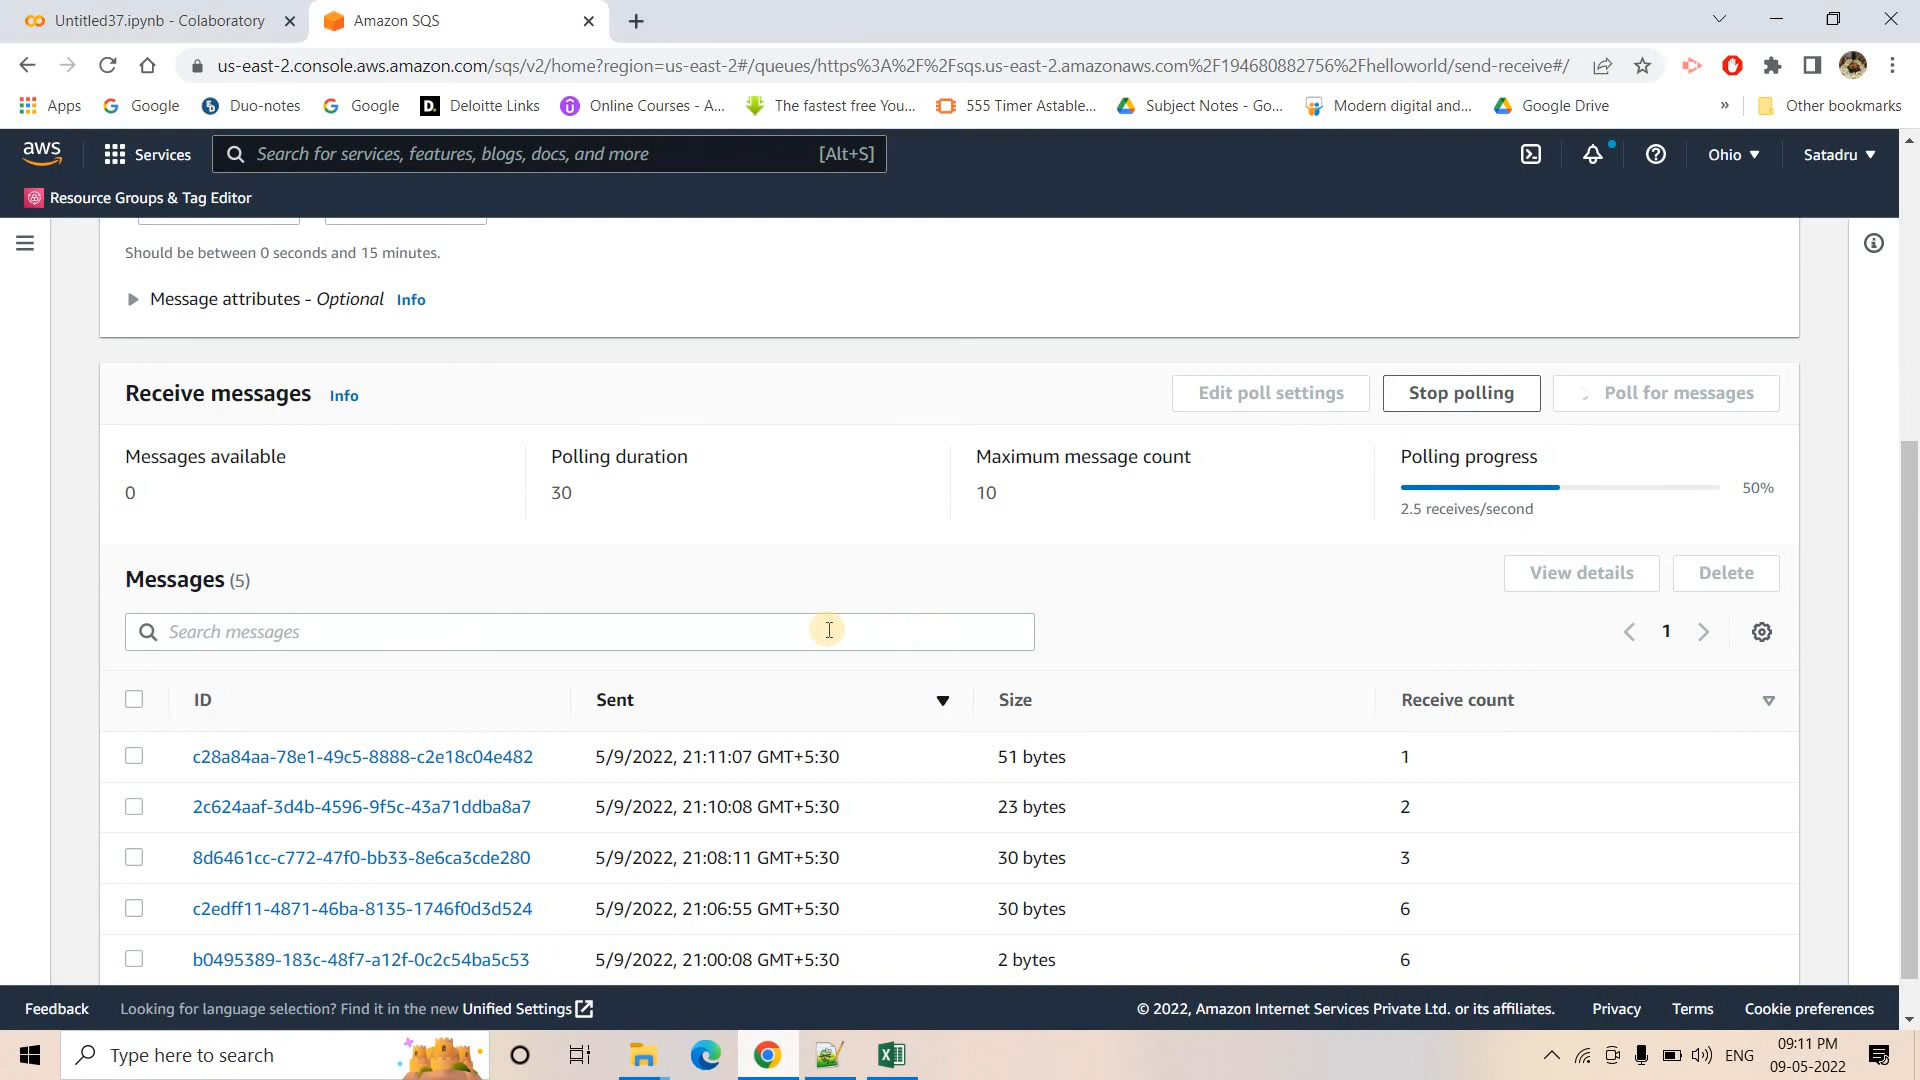 Untitled37.ipynb - Colaboratory
Amazon SQS
us-east-2.console.aws.amazon.com/sqs/v2/home?region=us-east-2#/queues/https%3A%2F%2Fsqs.us-east-2.amazonaws.com%2F194680882756%2Fhelloworld/send-receive#/
Apps Google Duo-notes Google D. Deloitte Links Online Courses - A... The fastest free You... 555 Timer Astable... Subject Notes - Go... Modern digital and... Google Drive » Other bookmarks
aws Services Search for services, features, blogs, docs, and more [Alt+S] Ohio Satadru
Resource Groups & Tag Editor
Should be between 0 seconds and 15 minutes.
Message attributes - Optional Info
Receive messages Info Edit poll settings Stop polling Poll for messages
Messages available Polling duration Maximum message count Polling progress
0 30 10 50%
2.5 receives/second
Messages (5) View details Delete
Search messages 1
ID Sent Size Receive count
c28a84aa-78e1-49c5-8888-c2e18c04e482 5/9/2022, 21:11:07 GMT+5:30 51 bytes 1
2c624aaf-3d4b-4596-9f5c-43a71ddba8a7 5/9/2022, 21:10:08 GMT+5:30 23 bytes 2
8d6461cc-c772-47f0-bb33-8e6ca3cde280 5/9/2022, 21:08:11 GMT+5:30 30 bytes 3
c2edff11-4871-46ba-8135-1746f0d3d524 5/9/2022, 21:06:55 GMT+5:30 30 bytes 6
b0495389-183c-48f7-a12f-0c2c54ba5c53 5/9/2022, 21:00:08 GMT+5:30 2 bytes 6
Feedback Looking for language selection? Find it in the new Unified Settings © 2022, Amazon Internet Services Private Ltd. or its affiliates. Privacy Terms Cookie preferences
Type here to search ENG 09:11 PM
09-05-2022